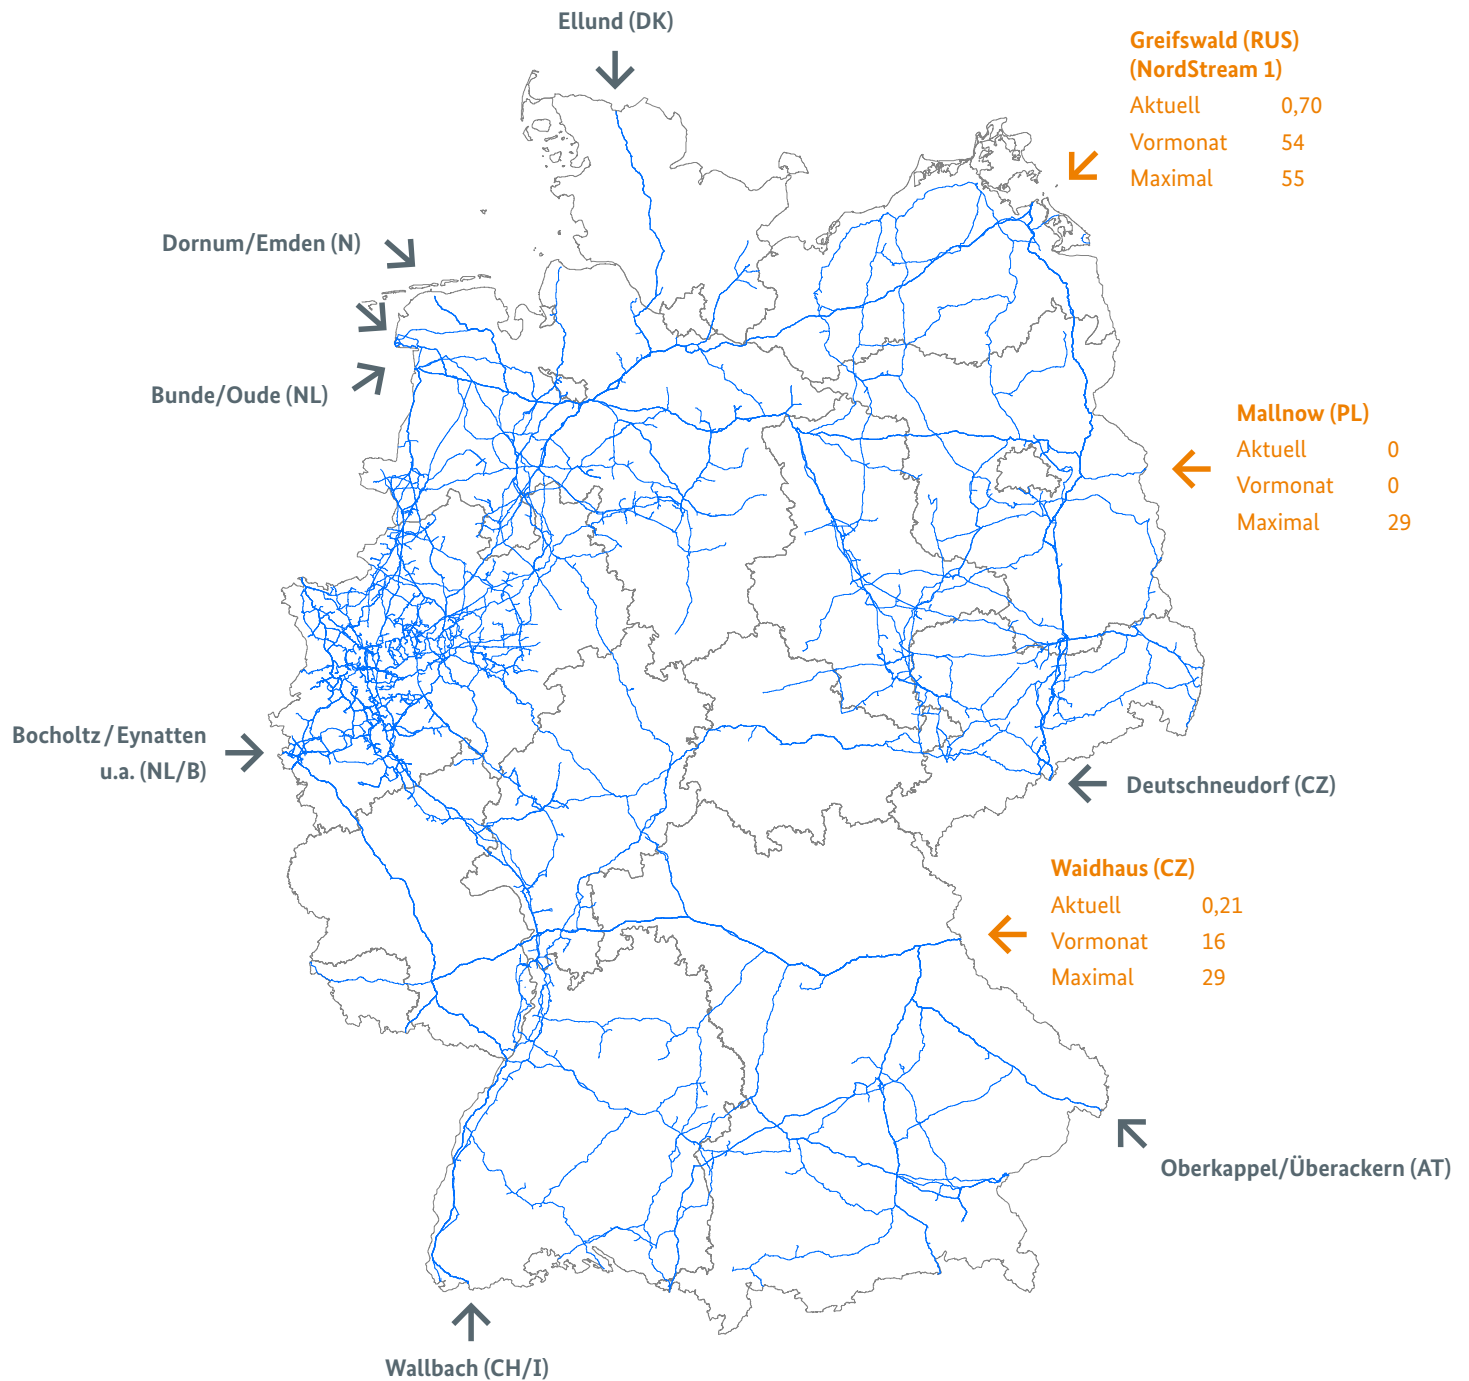 Ellund (DK)
Greifswald (RUS)
(NordStream 1)
Aktuell 0,70
Vormonat 54
Maximal 55
Dornum/Emden (N)
Bunde/Oude (NL)
Mallnow (PL)
Aktuell 0
Vormonat 0
Maximal 29
Bocholtz / Eynatten
u.a. (NL/B)
Deutschneudorf (CZ)
Waidhaus (CZ)
Aktuell 0,21
Vormonat 16
Maximal 29
Oberkappel/Überackern (AT)
Wallbach (CH/I)